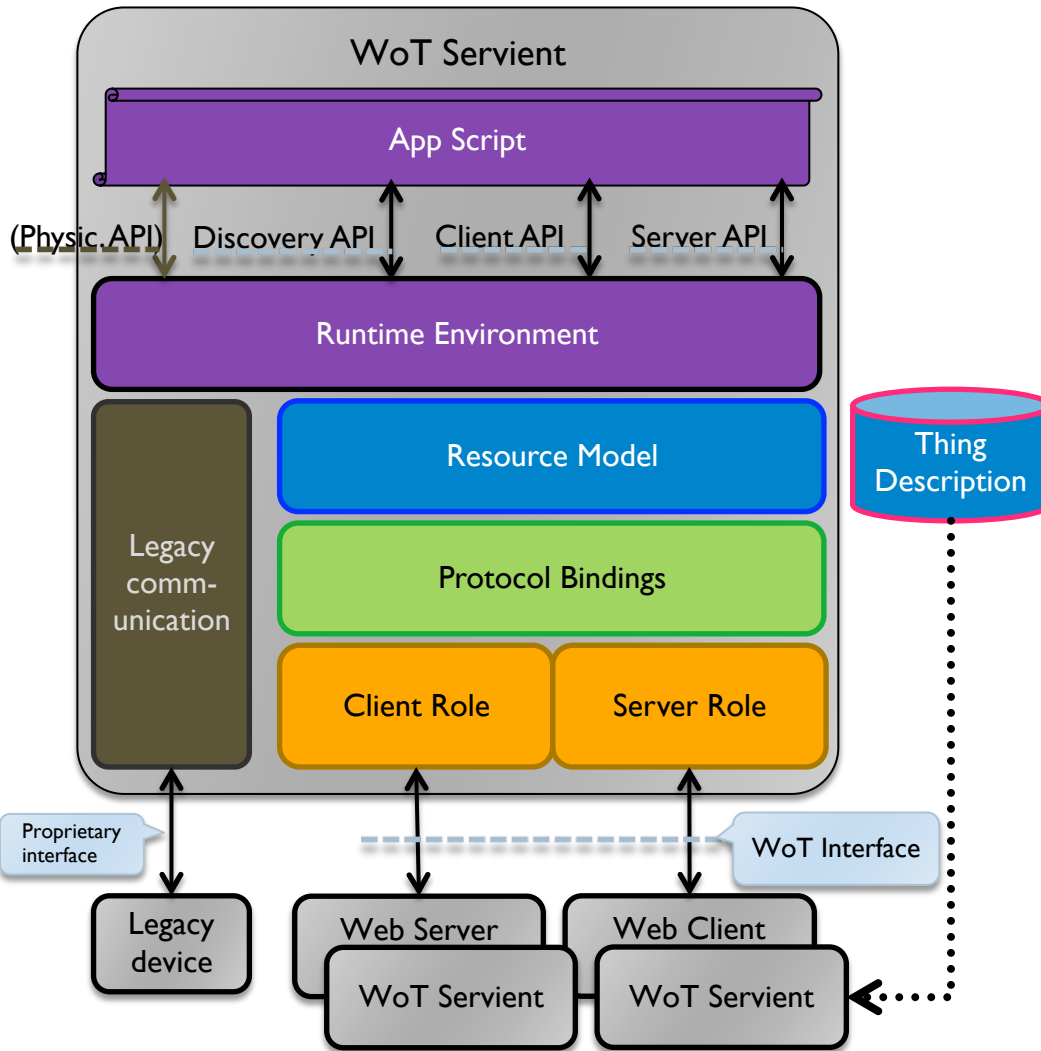 WoT Servient
App Script
(Physic. API)
Discovery API
Client API
Server API
Runtime Environment
Resource Model
Thing
Description
Legacy
comm-
unication
Protocol Bindings
Client Role
Server Role
Proprietary
interface
WoT Interface
Legacy
device
Web Server
WoT Servient
Web Client
WoT Servient